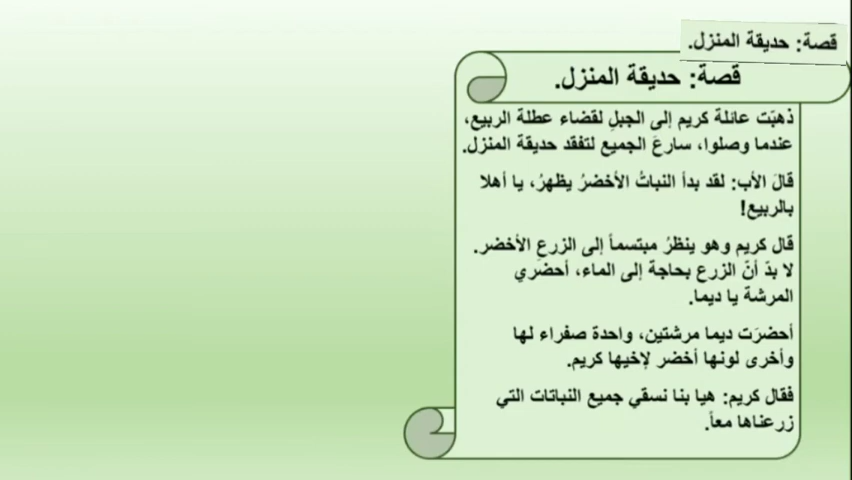 قصة: حديقة المنزل.
قصة: حديقة المنزل.
ذهبَت عائلة كريم إلى الجبلِ لقضاء عطلة الربيع،
عندما وصلوا، سارعَ الجميع لتفقد حديقة المنزل.
قالَ الأب: لقد بدأ النباتُ الأخضرُ يظهرُ، يا أهلا
بالربيع!
قال كريم وهو ينظرُ مبتسماً إلى الزرعِ الأخضر.
لا بدّ أنّ الزرع بحاجة إلى الماء، أحضري
المرشة يا ديما.
أحضرَت ديما مرشتين، واحدة صفراء لها
وأخرى لونها أخضر لإخيها كريم.
فقال كريم: هيا بنا نسقي جميع النباتات التي
زرعناها معاً.